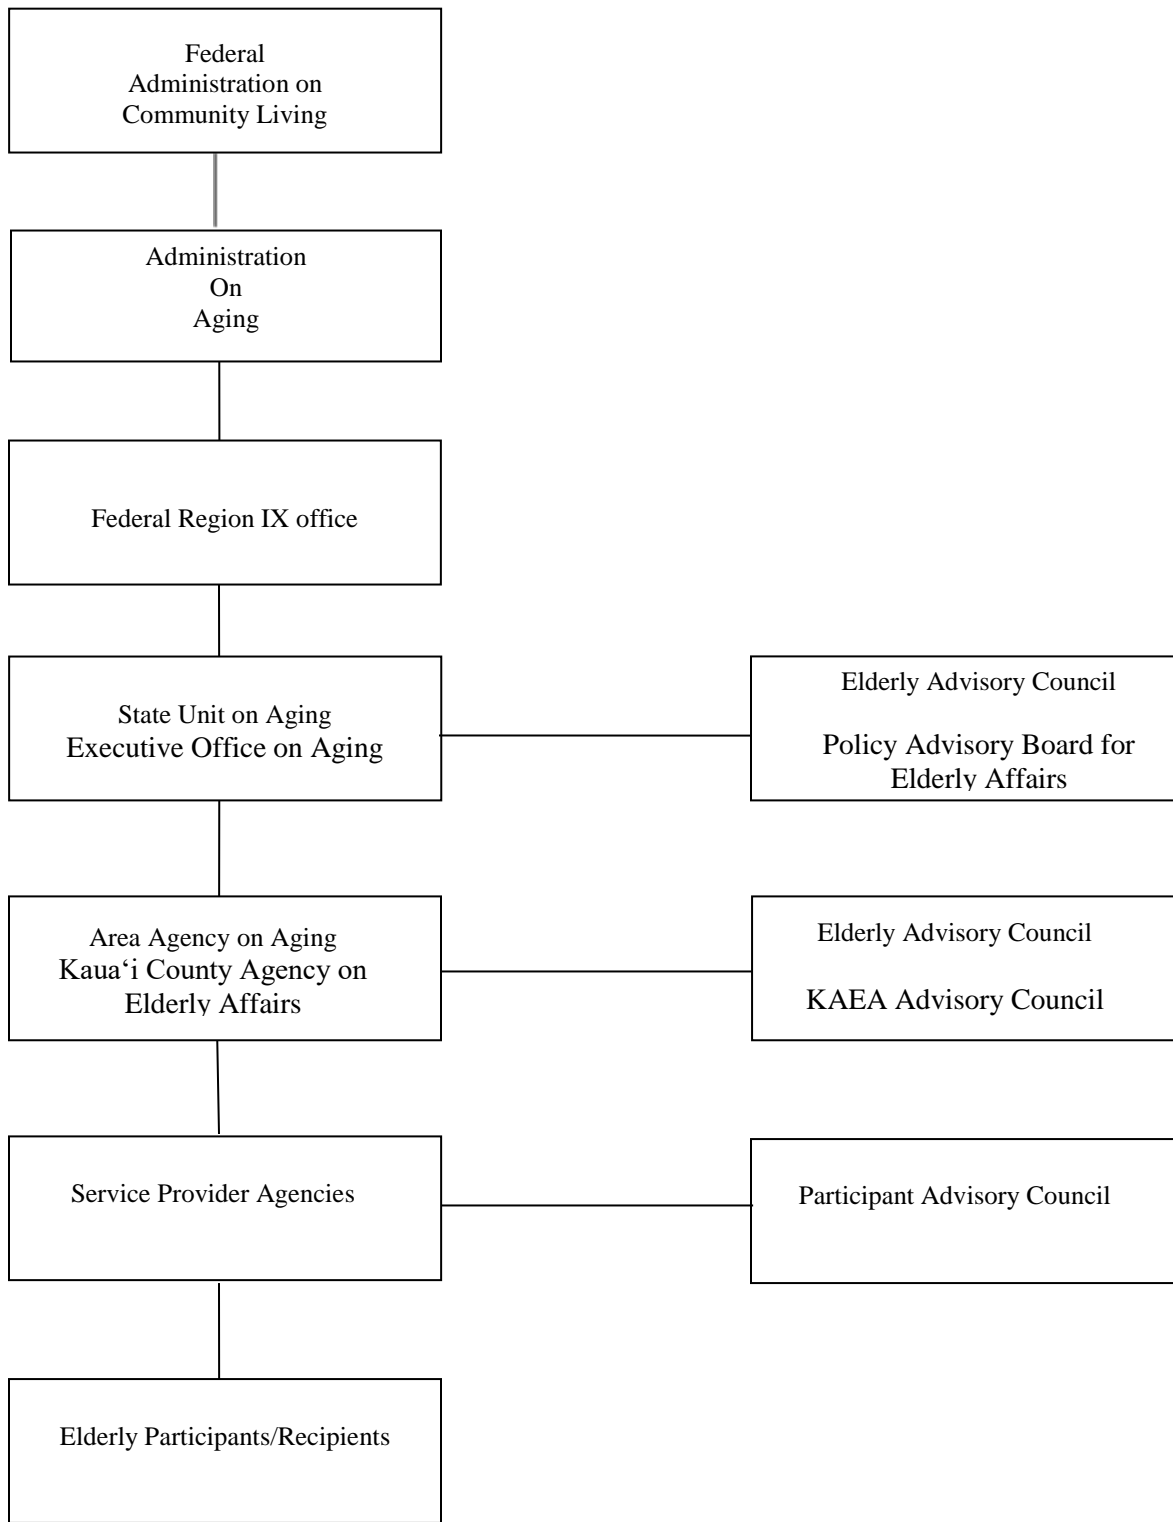 Federal
Administration on
Community Living
Administration
On
Aging
Federal Region IX office
State Unit on Aging
Executive Office on Aging
Elderly Advisory Council
Policy Advisory Board for
Elderly Affairs
Area Agency on Aging
Kauaʻi County Agency on
Elderly Affairs
Elderly Advisory Council
KAEA Advisory Council
Service Provider Agencies
Participant Advisory Council
Elderly Participants/Recipients